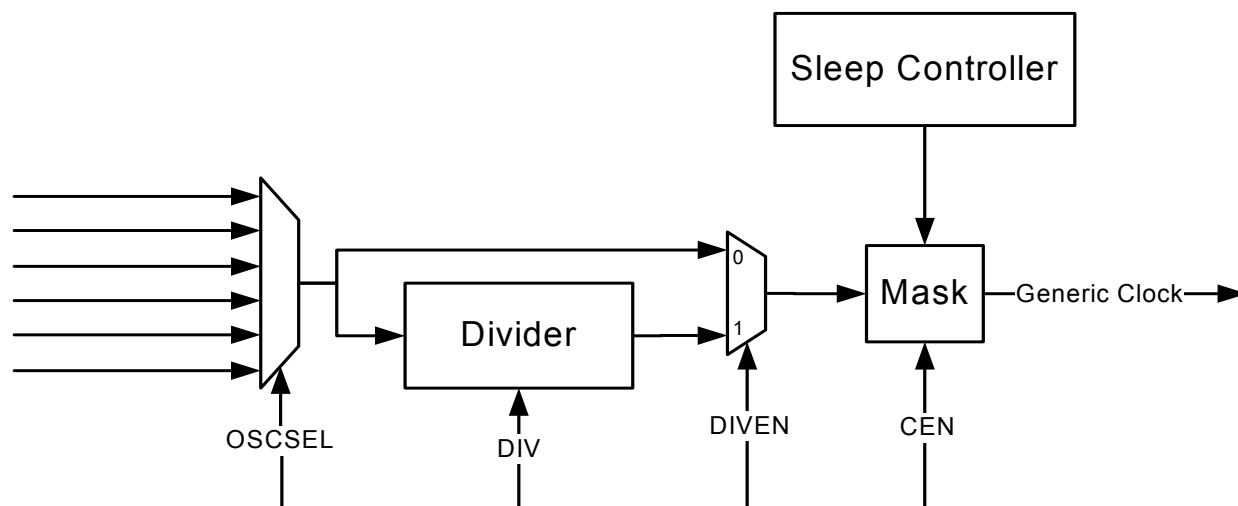 Sleep Controller
0
Divider
1
Mask
Generic Clock
OSCSEL
DIV
DIVEN
CEN